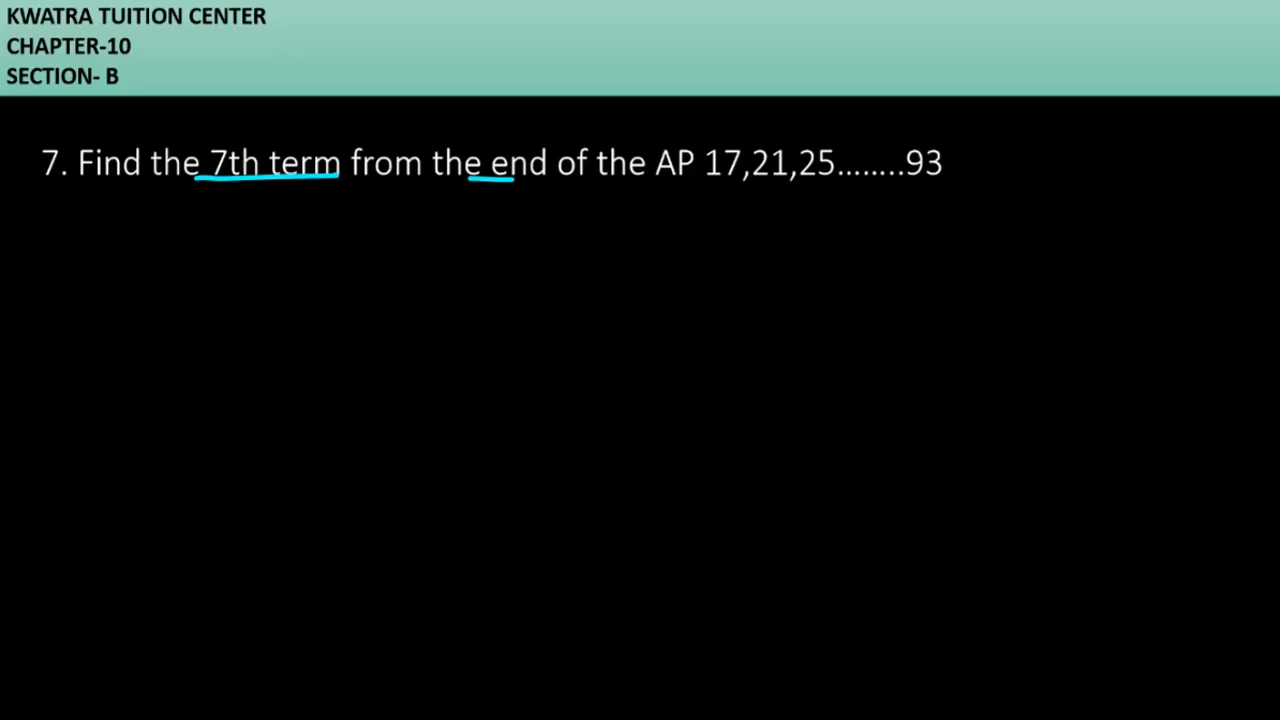 KWATRA TUITION CENTER
CHAPTER-10
SECTION- B
7. Find the 7th term from the end of the AP 17,21,25........93